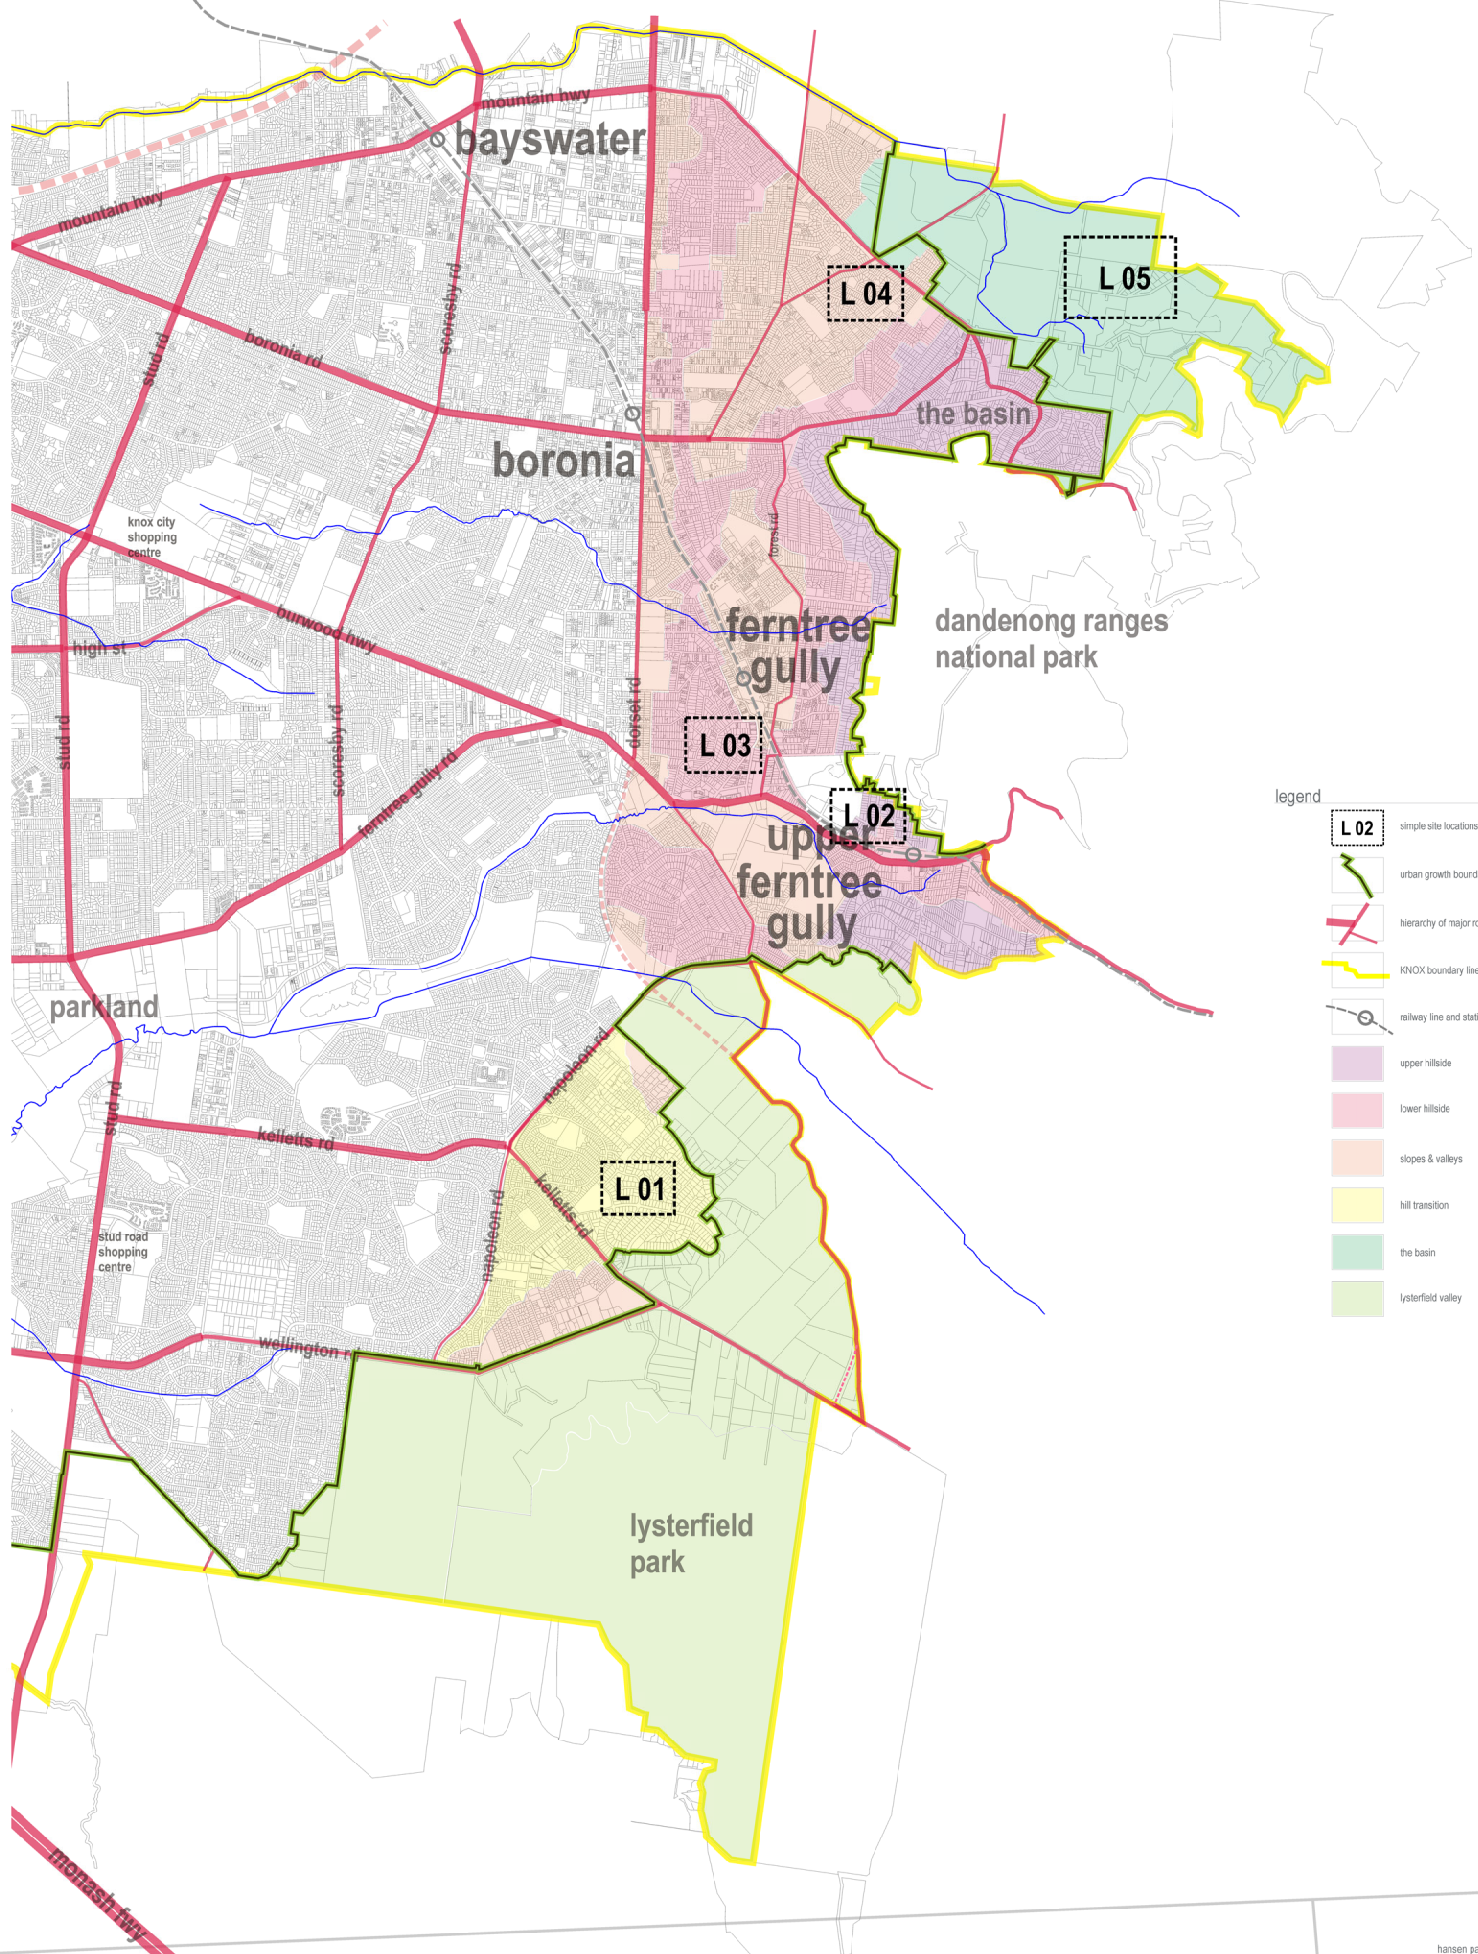 mountain hwy
bayswater
mountain hwy
scoresby rd
boronia rd
stud rd
L 04
L 05
the basin
boronia
knox city
shopping
centre
forest rd
burwood hwy
high st
ferntree
gully
dandenong ranges
national park
dorset rd
stud rd
scoresby rd
ferntree gully rd
L 03
L 02
upper
ferntree
gully
parkland
napoleon rd
stud rd
kelletts rd
L 01
kelletts rd
napoleon rd
stud road
shopping
centre
wellington r
lysterfield
park
monash fwy
legend
L 02
simple site locations
urban growth bound
hierarchy of major ro
KNOX boundary line
railway line and stati
upper hillside
lower hillside
slopes & valleys
hill transition
the basin
lysterfield valley
hansen pa